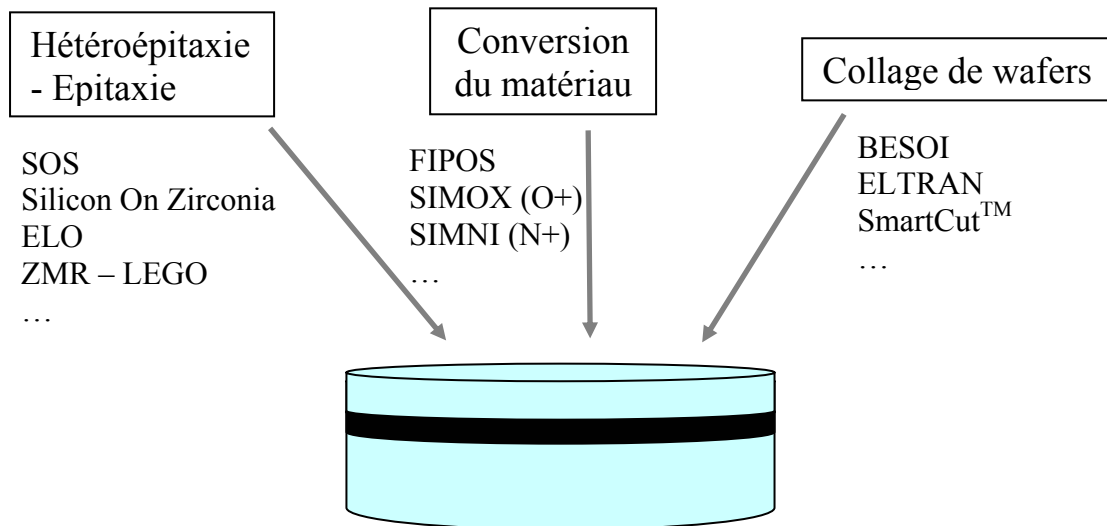 Hétéroépitaxie
- Epitaxie
SOS
Silicon On Zirconia
ELO
ZMR – LEGO
…
Conversion
du matériau
FIPOS
SIMOX (O+)
SIMNI (N+)
…
Collage de wafers
BESOI
ELTRAN
SmartCut™
…